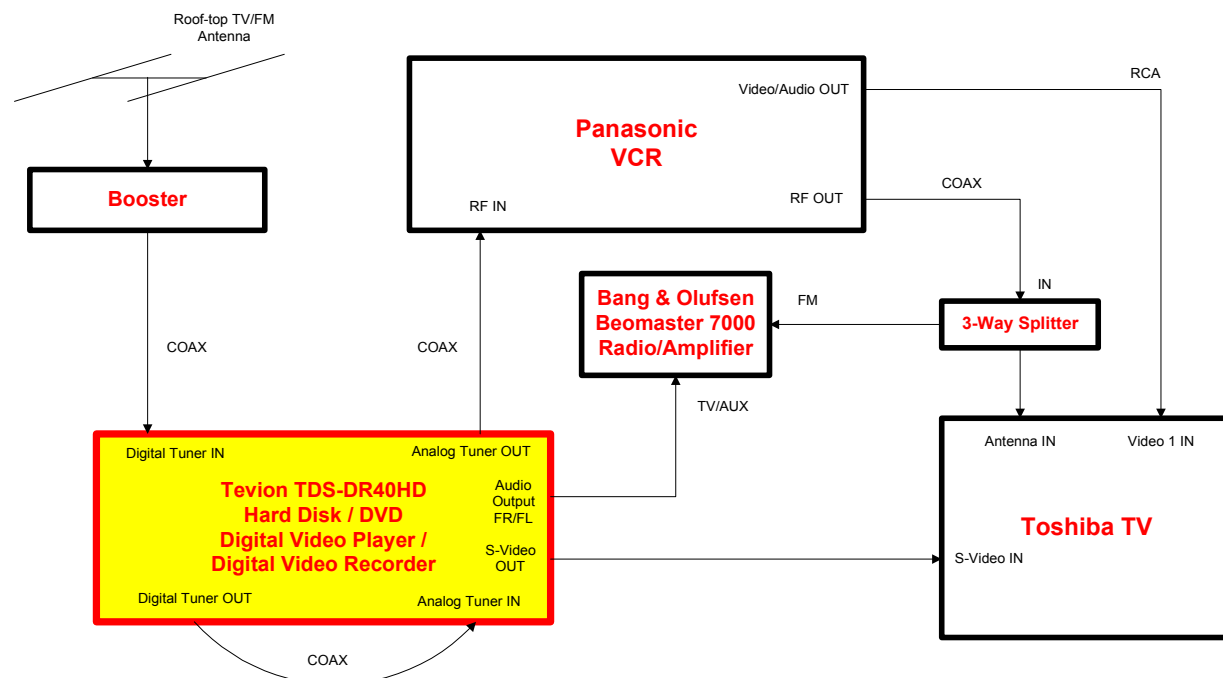 Roof-top TV/FM
Antenna
Booster
COAX
Panasonic
VCR
Video/Audio OUT
RF OUT
RF IN
RCA
COAX
IN
3-Way Splitter
FM
Bang & Olufsen
Beomaster 7000
Radio/Amplifier
COAX
TV/AUX
Digital Tuner IN
Analog Tuner OUT
Tevion TDS-DR40HD
Hard Disk / DVD
Digital Video Player /
Digital Video Recorder
Audio
Output
FR/FL
S-Video
OUT
Digital Tuner OUT
Analog Tuner IN
COAX
Antenna IN
Video 1 IN
Toshiba TV
S-Video IN